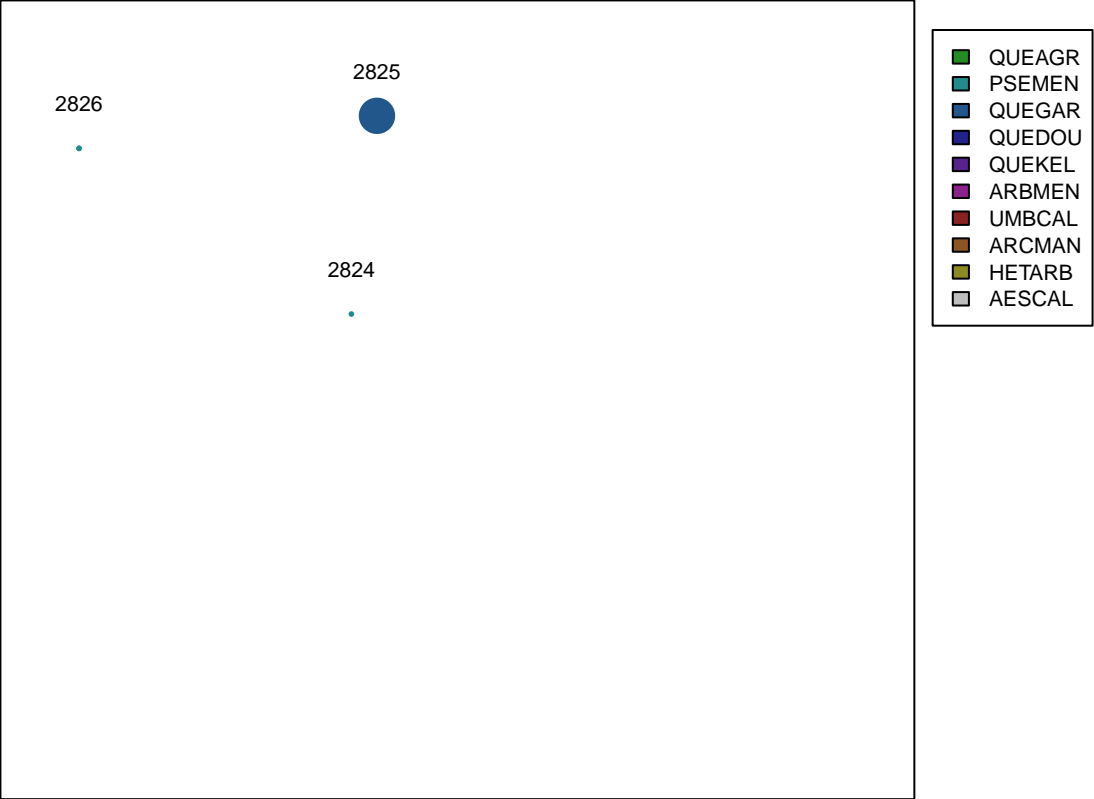 2825
2826
2824
QUEAGR
PSEMEN
QUEGAR
QUEDOU
QUEKEL
ARBMEN
UMBCAL
ARCMAN
HETARB
AESCAL